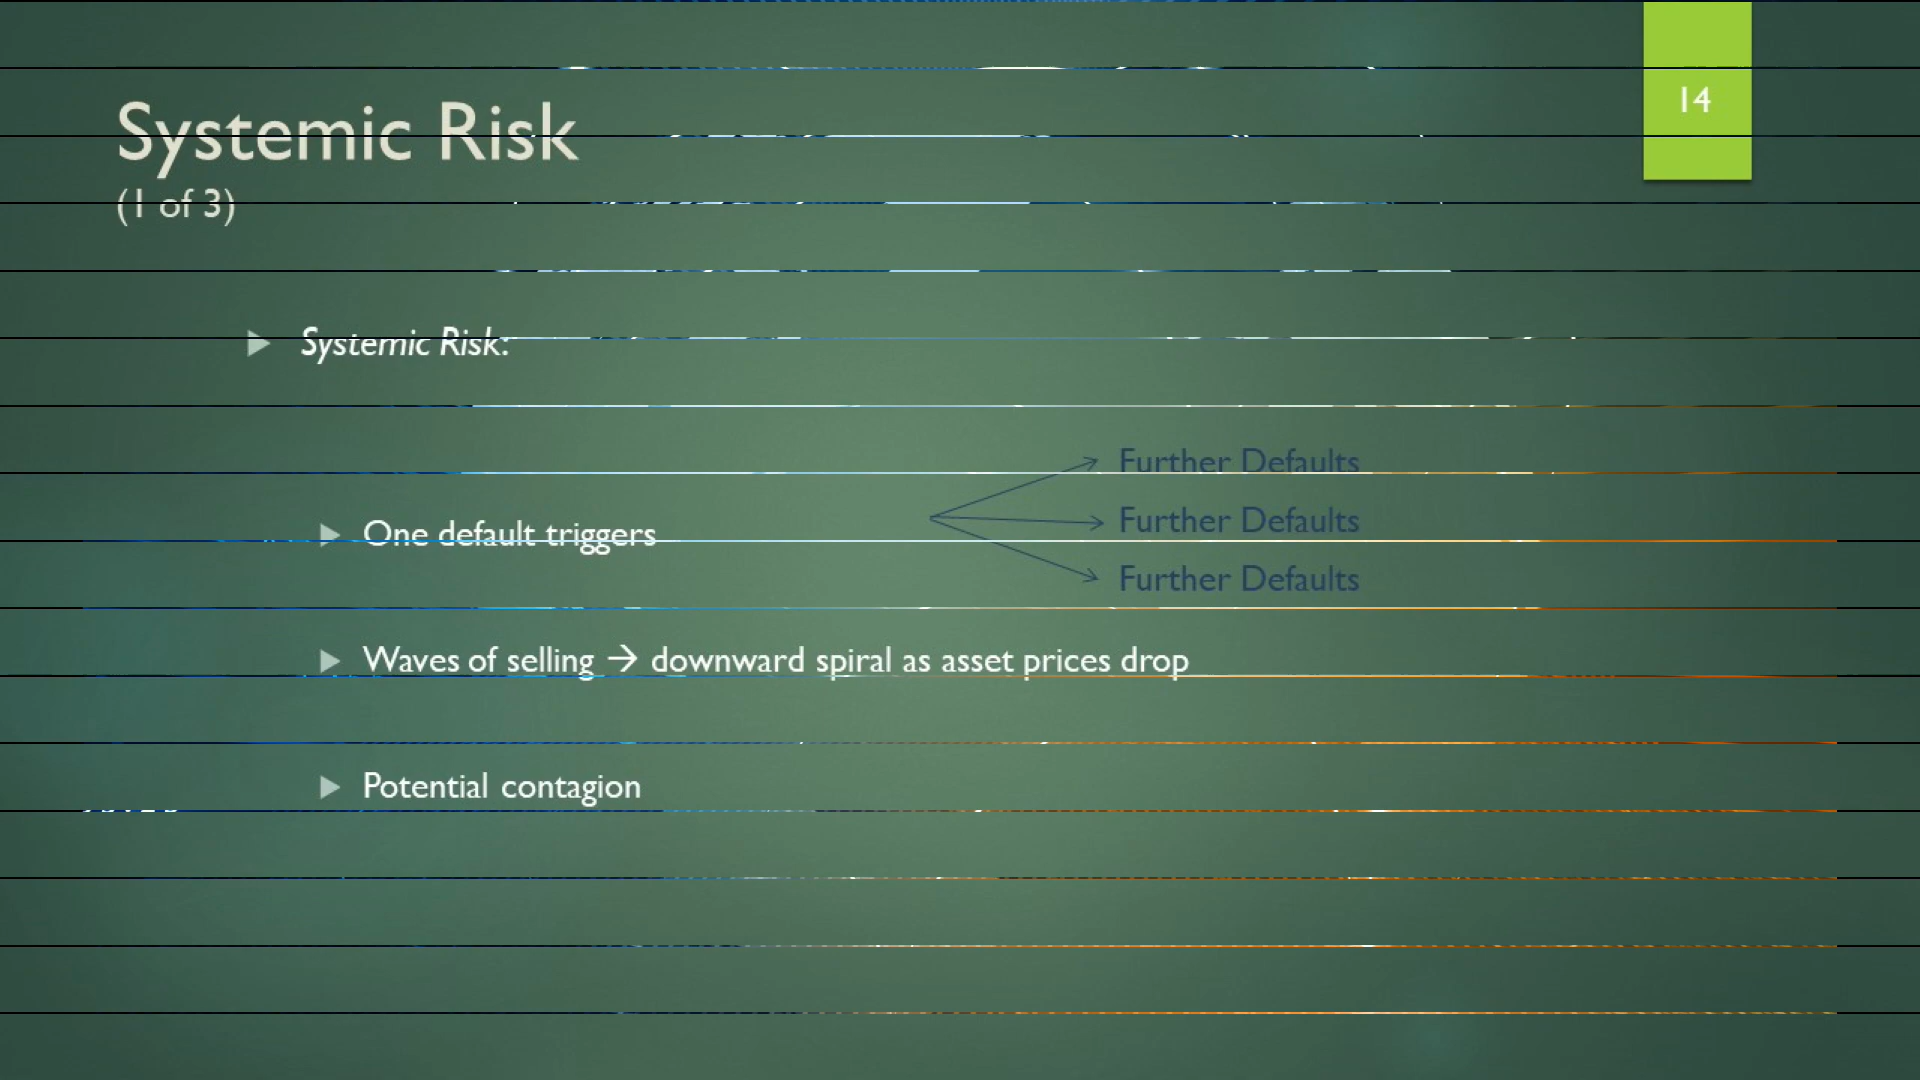 14
Systemic Risk
(1 of 3)
Systemic Risk:
Further Defaults
One default triggers
Further Defaults
Further Defaults
Waves of selling → downward spiral as asset prices drop
Potential contagion